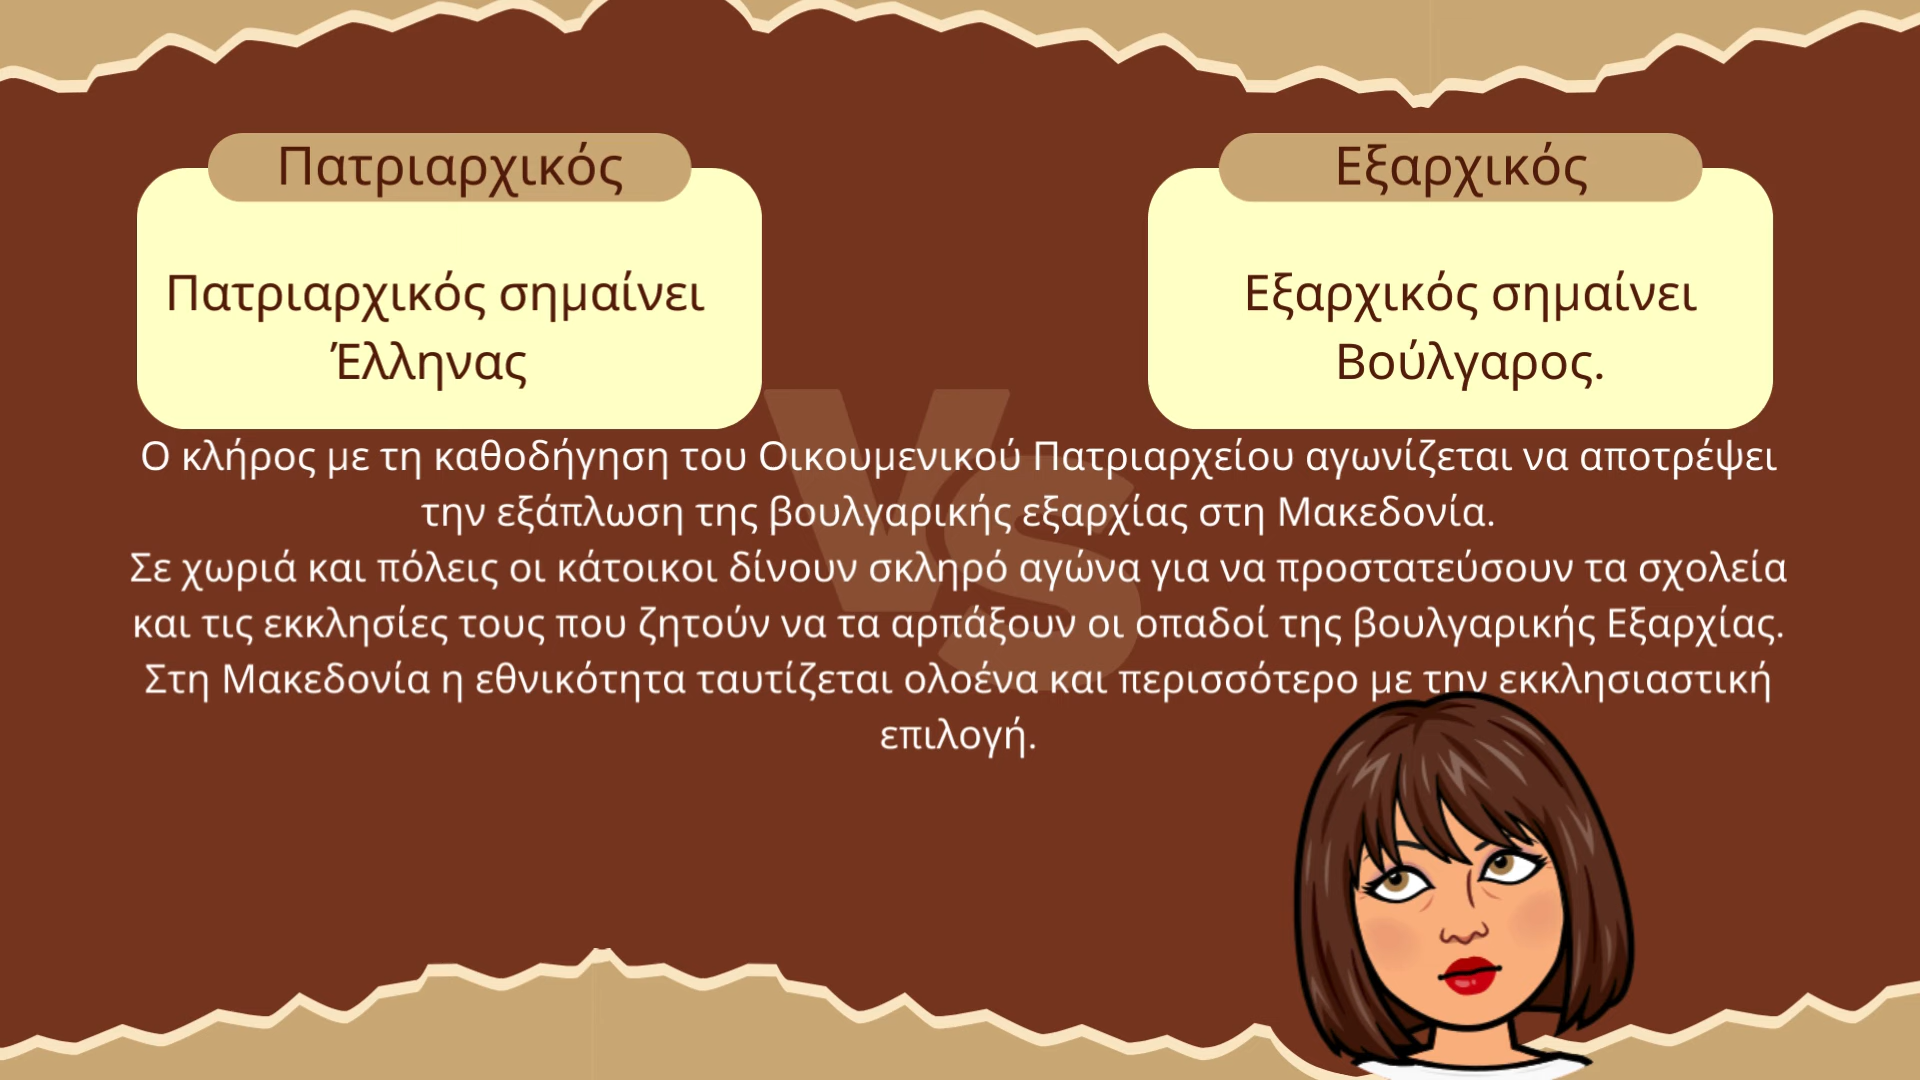 Πατριαρχικός
Πατριαρχικός σημαίνει
Έλληνας
Εξαρχικός
Εξαρχικός σημαίνει
Βούλγαρος.
VS
Ο κλήρος με τη καθοδήγηση του Οικουμενικού Πατριαρχείου αγωνίζεται να αποτρέψει
την εξάπλωση της βουλγαρικής εξαρχίας στη Μακεδονία.
Σε χωριά και πόλεις οι κάτοικοι δίνουν σκληρό αγώνα για να προστατεύσουν τα σχολεία
και τις εκκλησίες τους που ζητούν να τα αρπάξουν οι οπαδοί της βουλγαρικής Εξαρχίας.
Στη Μακεδονία η εθνικότητα ταυτίζεται ολοένα και περισσότερο με την εκκλησιαστική
επιλογή.